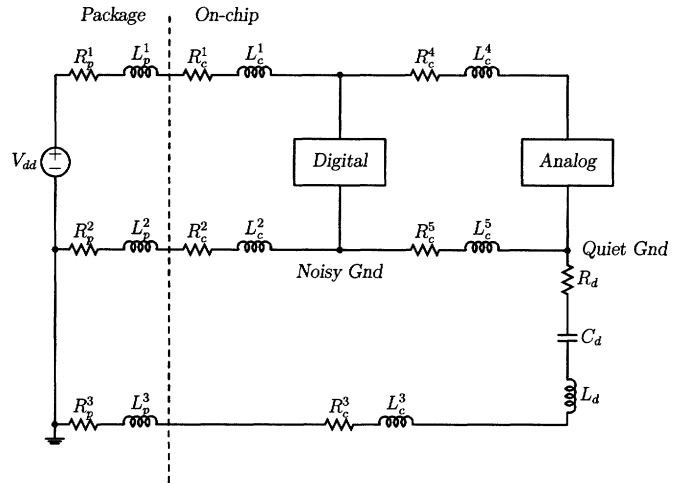 Package On-chip
R_p^1 L_p^1 R_c^1 L_c^1 R_c^4 L_c^4
V_dd + − Digital Analog
R_p^2 L_p^2 R_c^2 L_c^2 R_c^5 L_c^5
Noisy Gnd Quiet Gnd
R_d
C_d
L_d
R_p^3 L_p^3 R_c^3 L_c^3